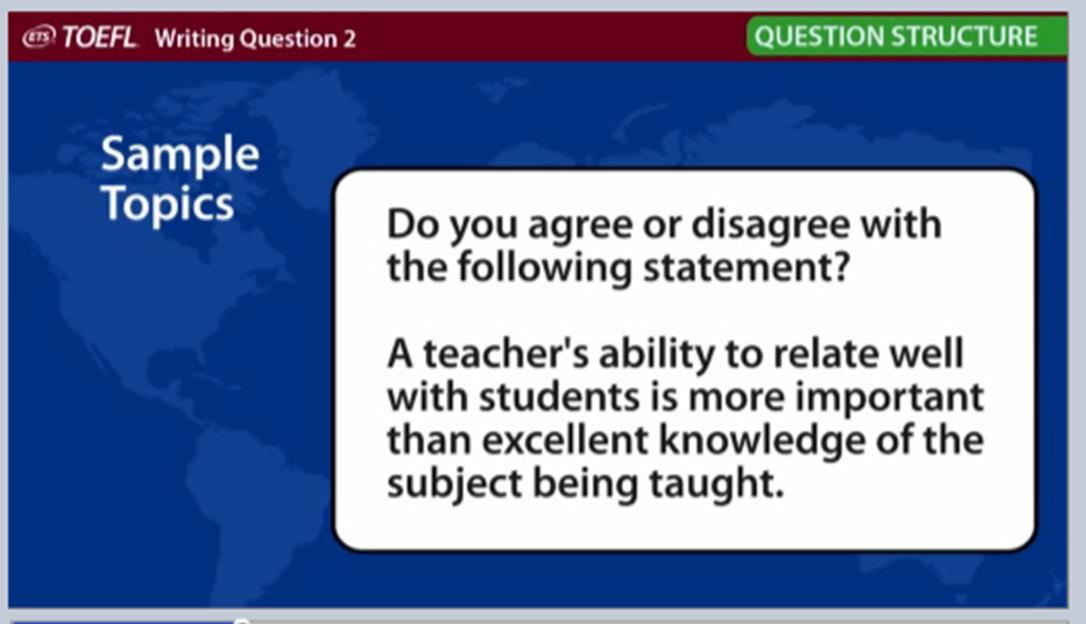 ETS TOEFL Writing Question 2
QUESTION STRUCTURE
Sample
Topics
Do you agree or disagree with
the following statement?
A teacher's ability to relate well
with students is more important
than excellent knowledge of the
subject being taught.